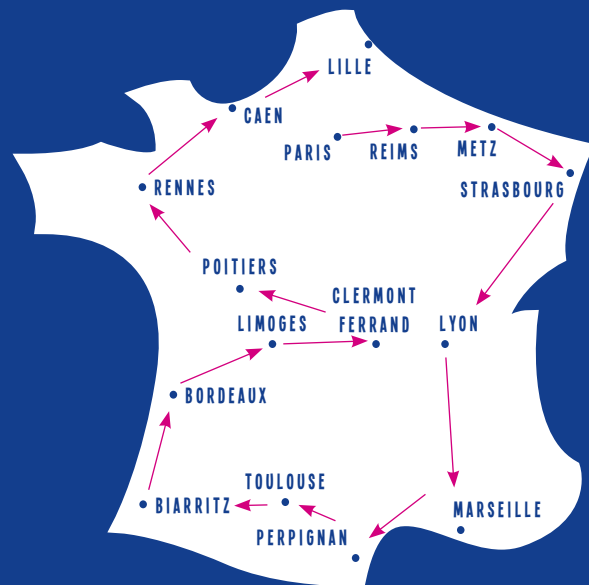 LILLE
CAEN
PARIS
REIMS
METZ
STRASBOURG
RENNES
POITIERS
CLERMONT
FERRAND
LIMOGES
LYON
BORDEAUX
TOULOUSE
BIARRITZ
MARSEILLE
PERPIGNAN